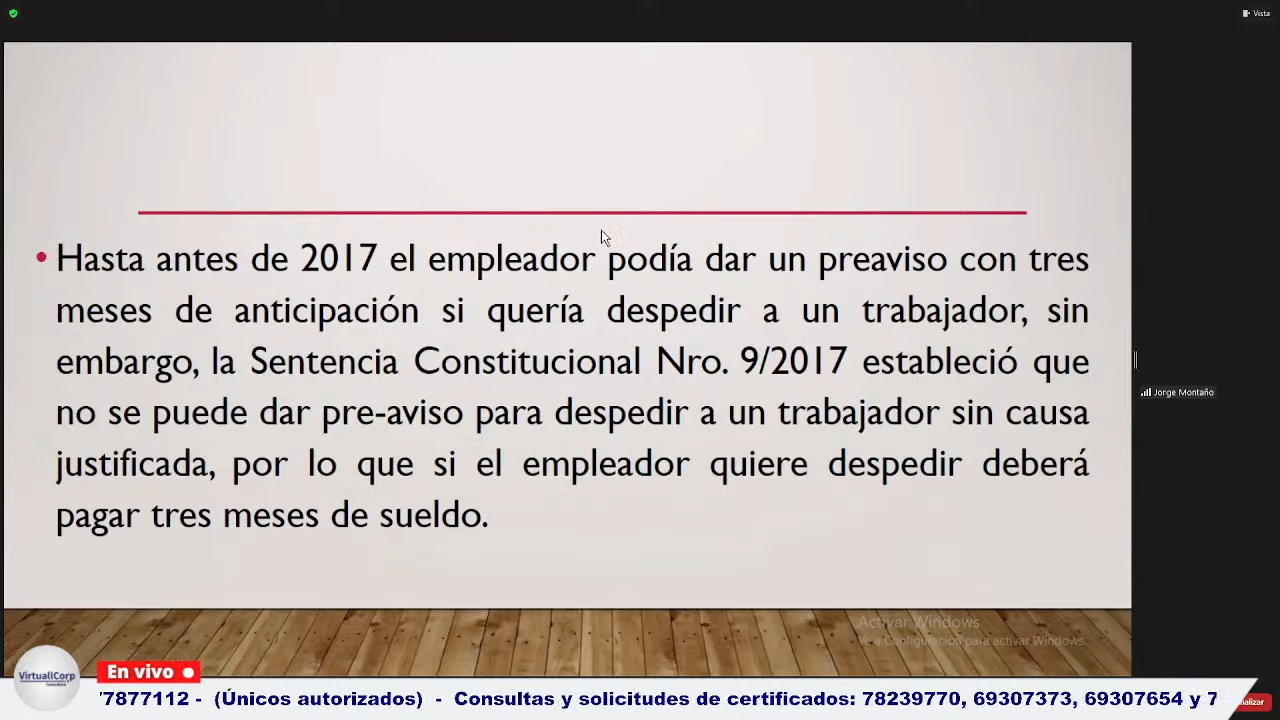 Vista
• Hasta antes de 2017 el empleador podía dar un preaviso con tres
meses de anticipación si quería despedir a un trabajador, sin
embargo, la Sentencia Constitucional Nro. 9/2017 estableció que
no se puede dar pre-aviso para despedir a un trabajador sin causa
justificada, por lo que si el empleador quiere despedir deberá
pagar tres meses de sueldo.
Jorge Montaño
Activar Windows
Ve a Configuración para activar Windows.
VirtuallCorp
En vivo
77877112 - (Únicos autorizados) - Consultas y solicitudes de certificados: 78239770, 69307373, 69307654 y 7